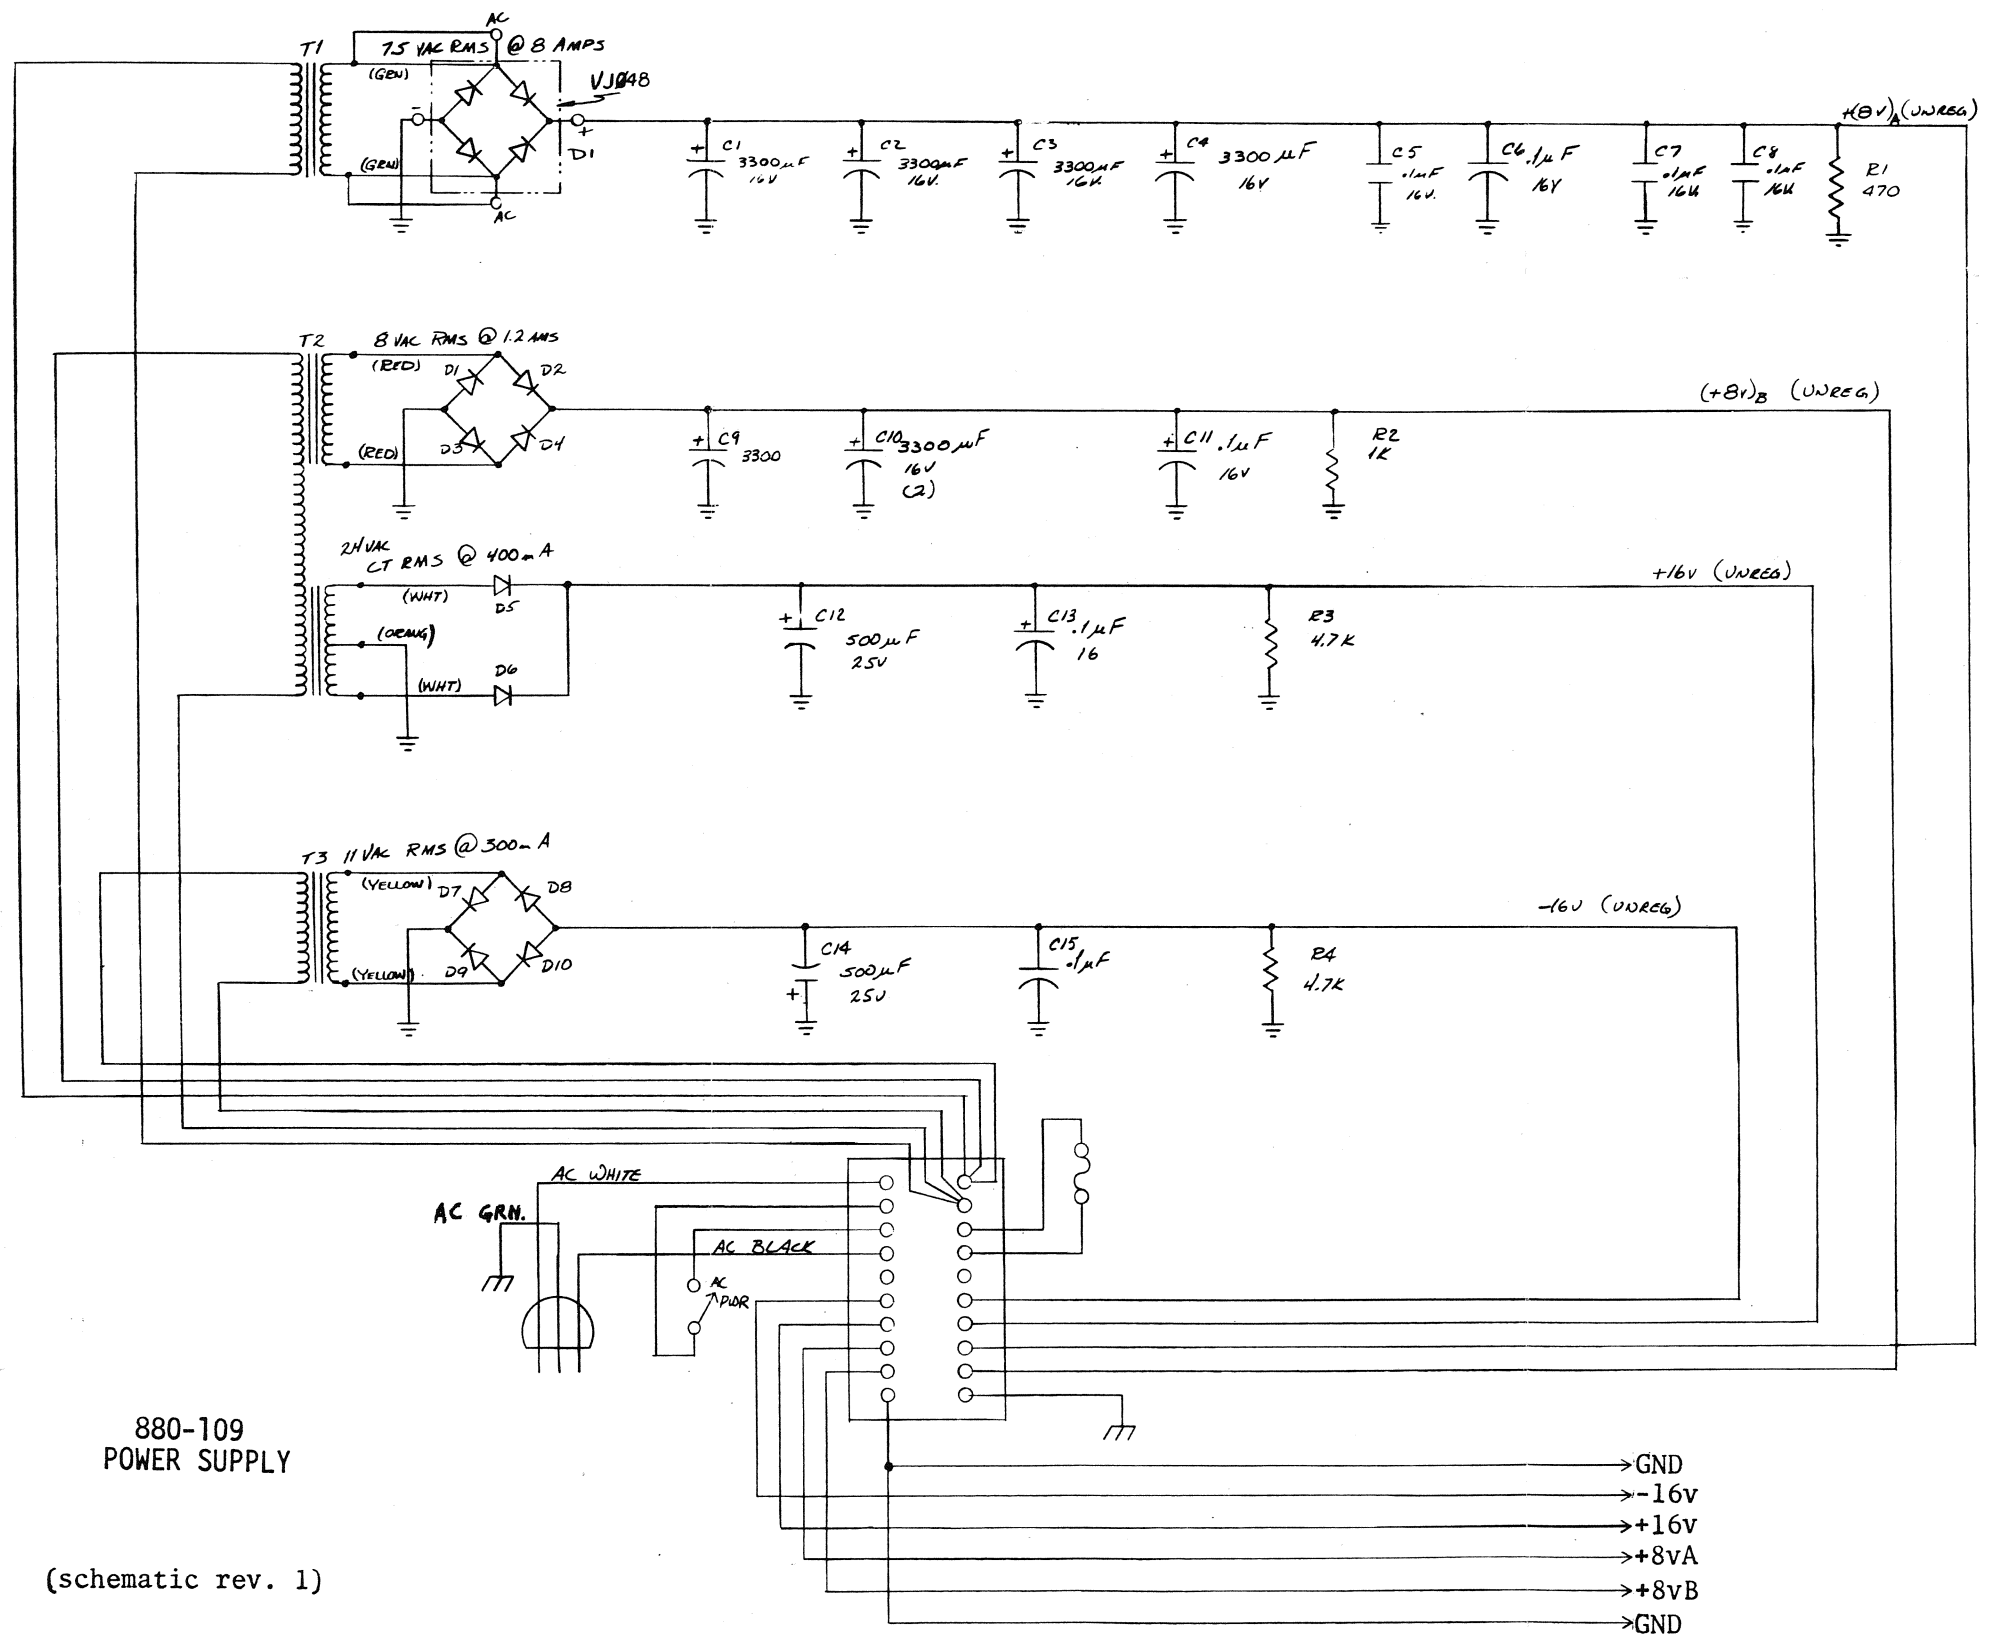 AC
T1
75 VAC RMS @ 8 AMPS
(GRN)
VJØ48
-
+
D1
(GRN)
AC
+(8V)A (UNREG)
+ C1
3300µF
16V
+ C2
3300µF
16V.
+ C3
3300µF
16V.
+ C4
3300µF
16V
C5
.1µF
16V.
C6 .1µF
16V
C7
.1µF
16V
C8
.1µF
16V
R1
470
T2
8 VAC RMS @ 1.2 AMS
(RED)
D1
D2
D3
D4
(RED)
(+8V)B (UNREG)
+ C9
3300
+ C10 3300µF
16V
(2)
+ C11 .1µF
16V
R2
1K
24VAC
CT RMS @ 400mA
(WHT)
D5
(ORANG)
D6
(WHT)
+16V (UNREG)
+ C12
500µF
25V
+ C13
.1µF
16
R3
4.7K
T3 11VAC RMS @ 300mA
(YELLOW)
D7
D8
D9
D10
(YELLOW)
-16V (UNREG)
C14
500µF
25V
+
C15
.1µF
R4
4.7K
AC WHITE
AC GRN.
AC BLACK
AC
PWR
880-109
POWER SUPPLY
(schematic rev. 1)
GND
-16v
+16v
+8vA
+8vB
GND